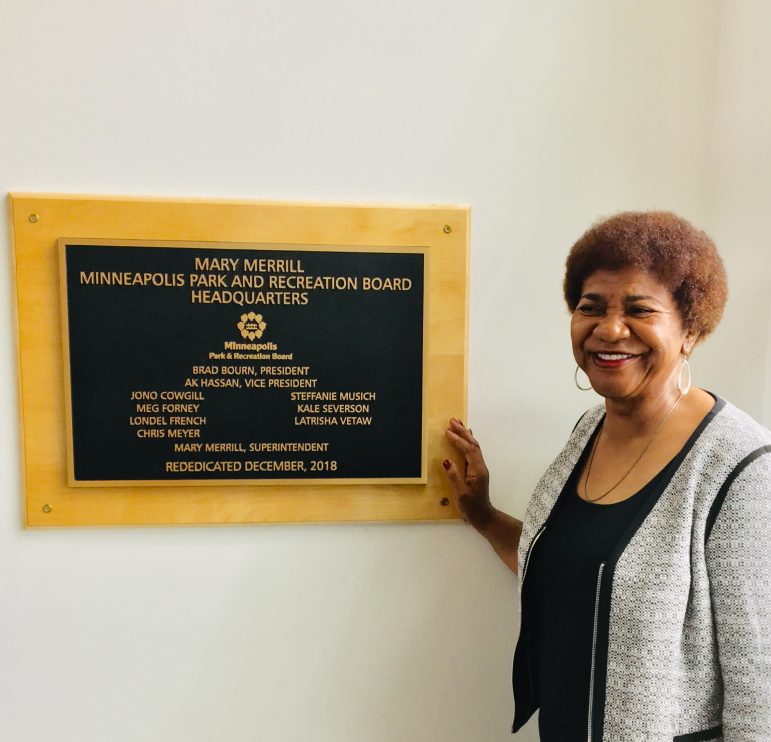 MARY MERRILL
MINNEAPOLIS PARK AND RECREATION BOARD
HEADQUARTERS
Minneapolis
Park & Recreation Board
BRAD BOURN, PRESIDENT
AK HASSAN, VICE PRESIDENT
JONO COWGILL
MEG FORNEY
LONDEL FRENCH
CHRIS MEYER
STEFFANIE MUSICH
KALE SEVERSON
LATRISHA VETAW
MARY MERRILL, SUPERINTENDENT
REDEDICATED DECEMBER, 2018